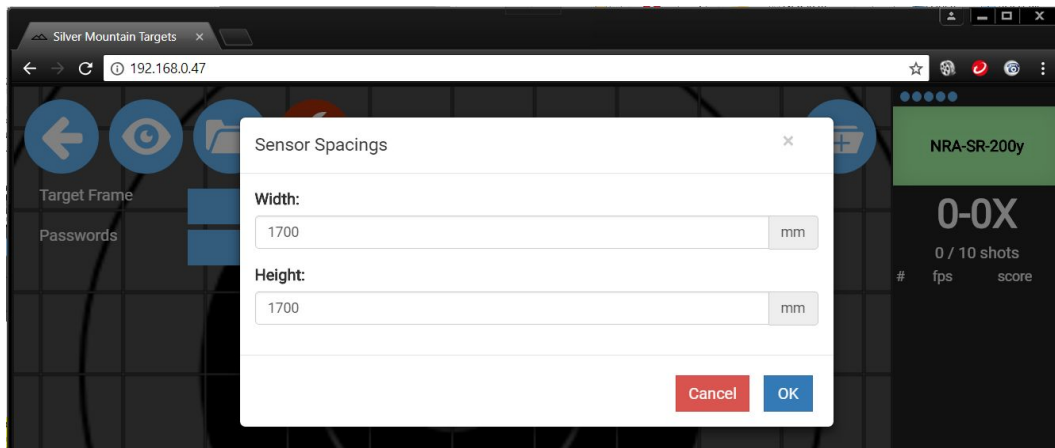 Silver Mountain Targets
192.168.0.47
Sensor Spacings
Width:
1700 mm
Height:
1700 mm
Cancel OK
Target Frame
Passwords
NRA-SR-200y
0-0X
0 / 10 shots
# fps score